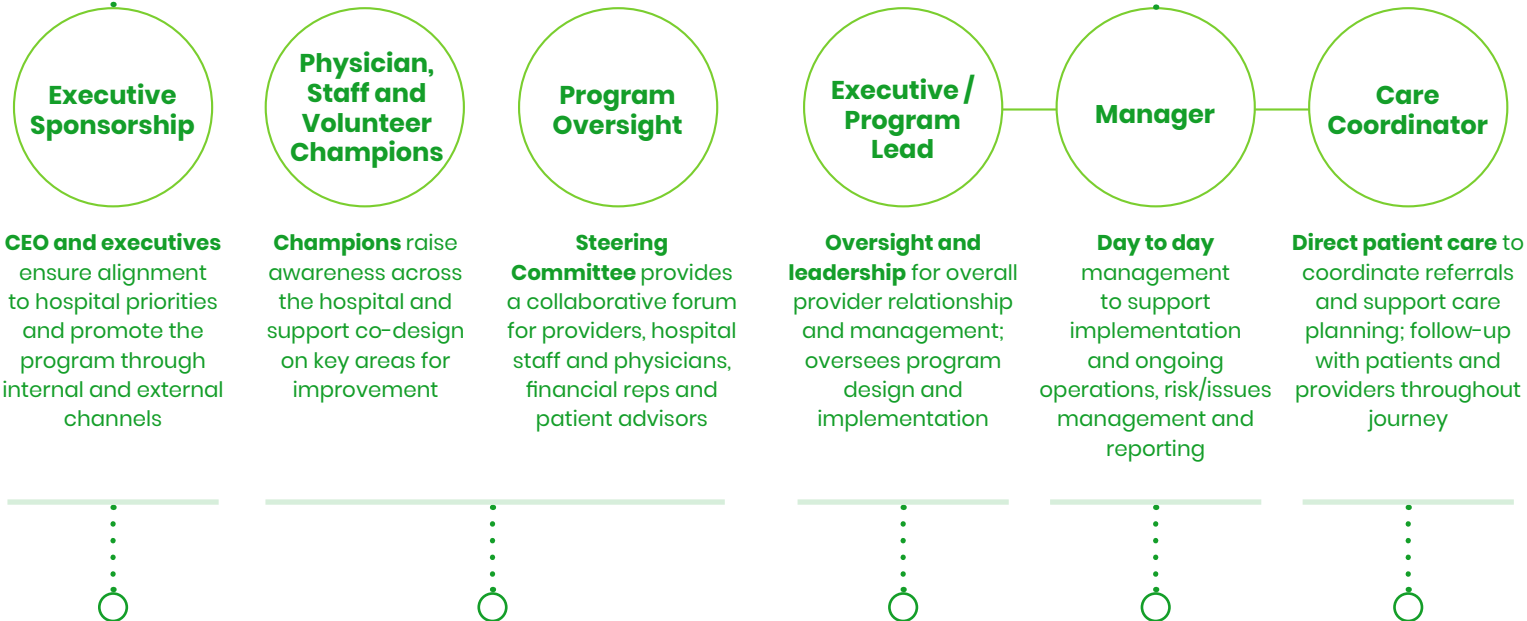 Executive
Sponsorship
Physician,
Staff and
Volunteer
Champions
Program
Oversight
Executive /
Program
Lead
Manager
Care
Coordinator
CEO and executives
ensure alignment
to hospital priorities
and promote the
program through
internal and external
channels
Champions raise
awareness across
the hospital and
support co-design
on key areas for
improvement
Steering
Committee provides
a collaborative forum
for providers, hospital
staff and physicians,
financial reps and
patient advisors
Oversight and
leadership for overall
provider relationship
and management;
oversees program
design and
implementation
Day to day
management
to support
implementation
and ongoing
operations, risk/issues
management and
reporting
Direct patient care to
coordinate referrals
and support care
planning; follow-up
with patients and
providers throughout
journey